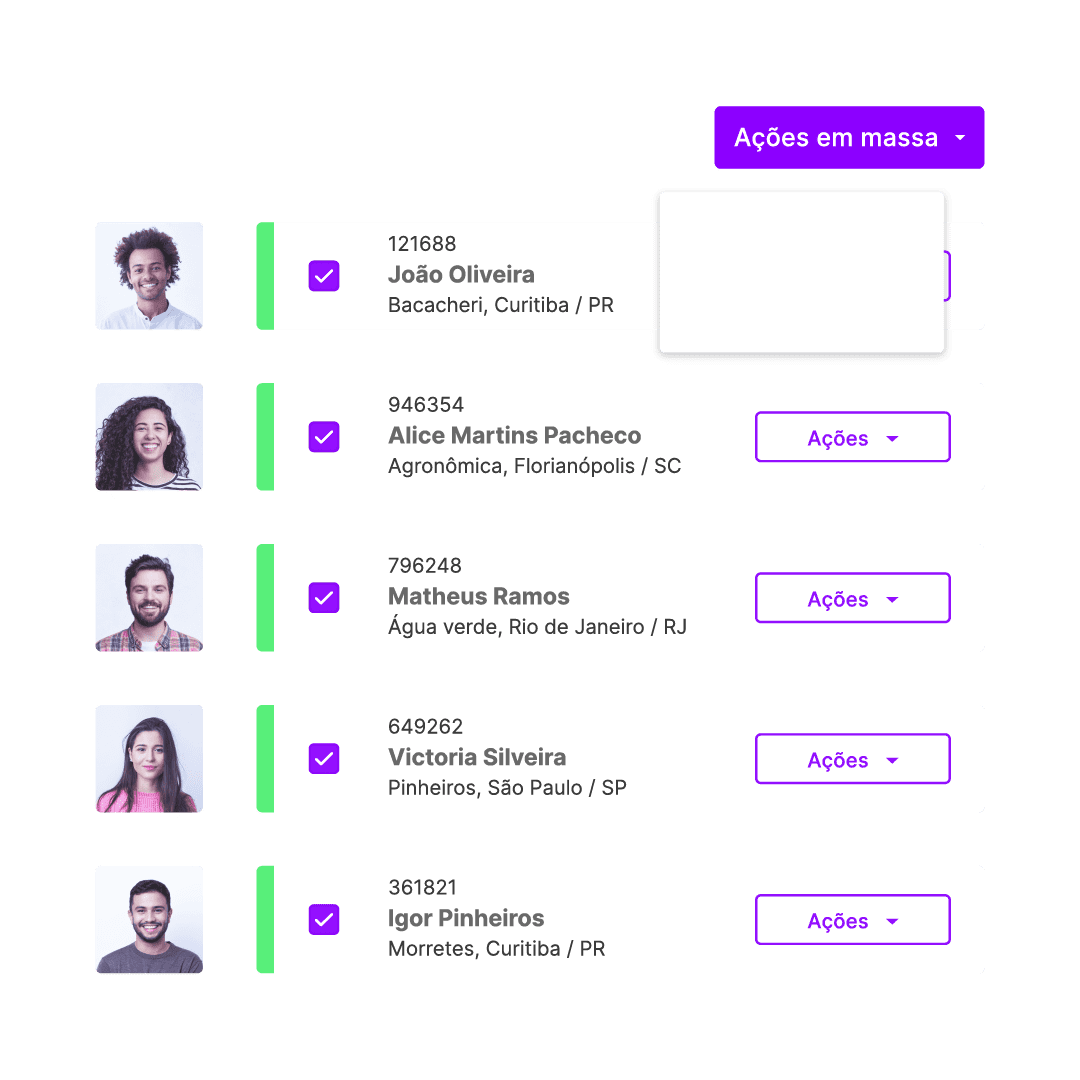 Ações em massa
121688
João Oliveira
Bacacheri, Curitiba / PR
946354
Alice Martins Pacheco
Agronômica, Florianópolis / SC
Ações
796248
Matheus Ramos
Água verde, Rio de Janeiro / RJ
Ações
649262
Victoria Silveira
Pinheiros, São Paulo / SP
Ações
361821
Igor Pinheiros
Morretes, Curitiba / PR
Ações